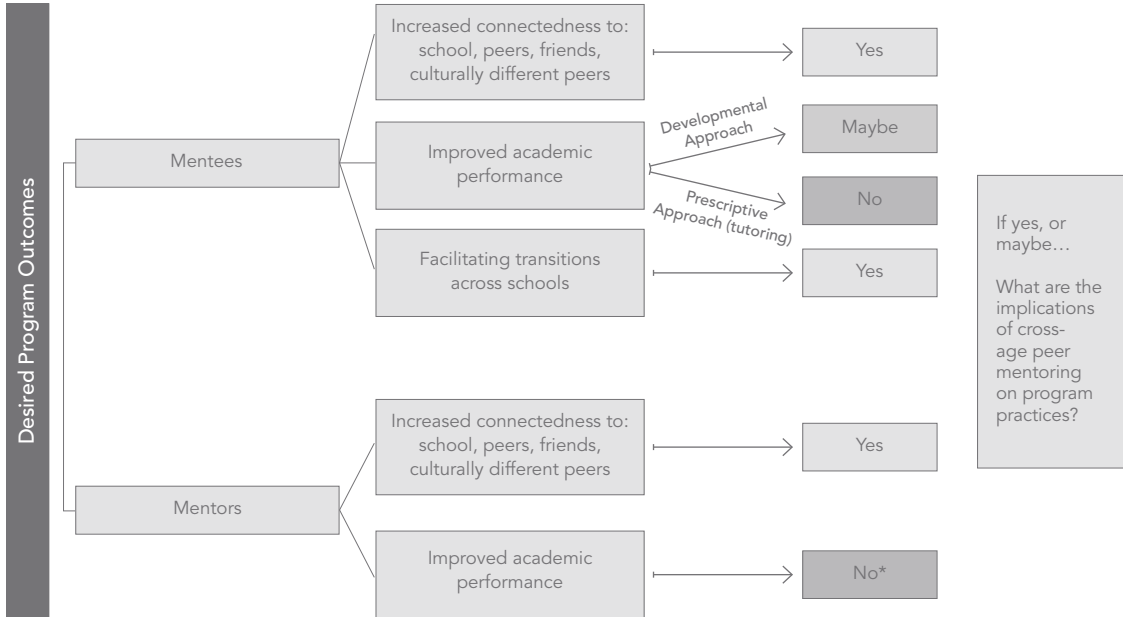 Desired Program Outcomes
Mentees
Increased connectedness to:
school, peers, friends,
culturally different peers
Yes
Improved academic
performance
Developmental
Approach
Maybe
Prescriptive
Approach (tutoring)
No
Facilitating transitions
across schools
Yes
Mentors
Increased connectedness to:
school, peers, friends,
culturally different peers
Yes
Improved academic
performance
No*
If yes, or
maybe…
What are the
implications
of cross-
age peer
mentoring
on program
practices?